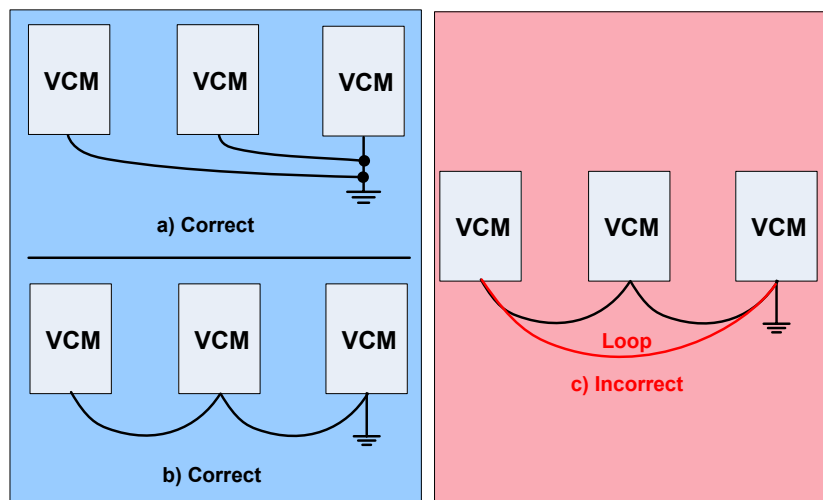 VCM VCM VCM
a) Correct
VCM VCM VCM
b) Correct
VCM VCM VCM
Loop
c) Incorrect